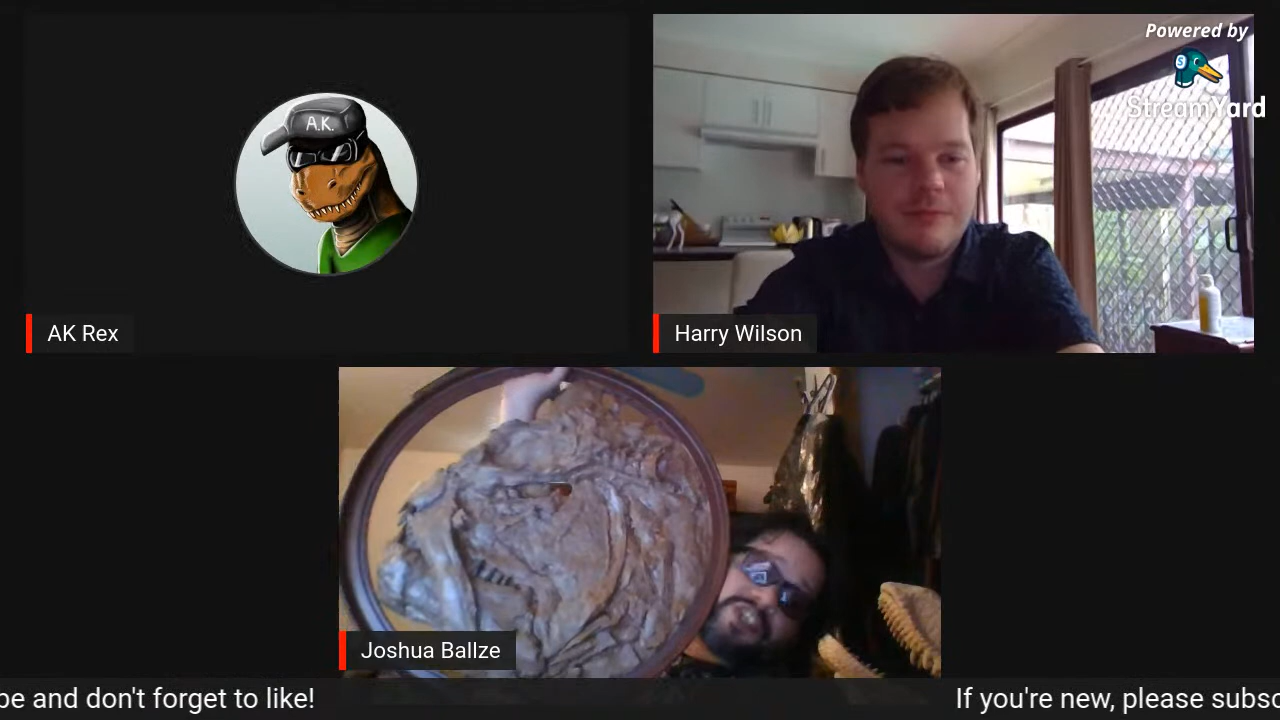 Powered by
StreamYard
A.K.
AK Rex
Harry Wilson
Joshua Ballze
pe and don't forget to like!
If you're new, please subsc